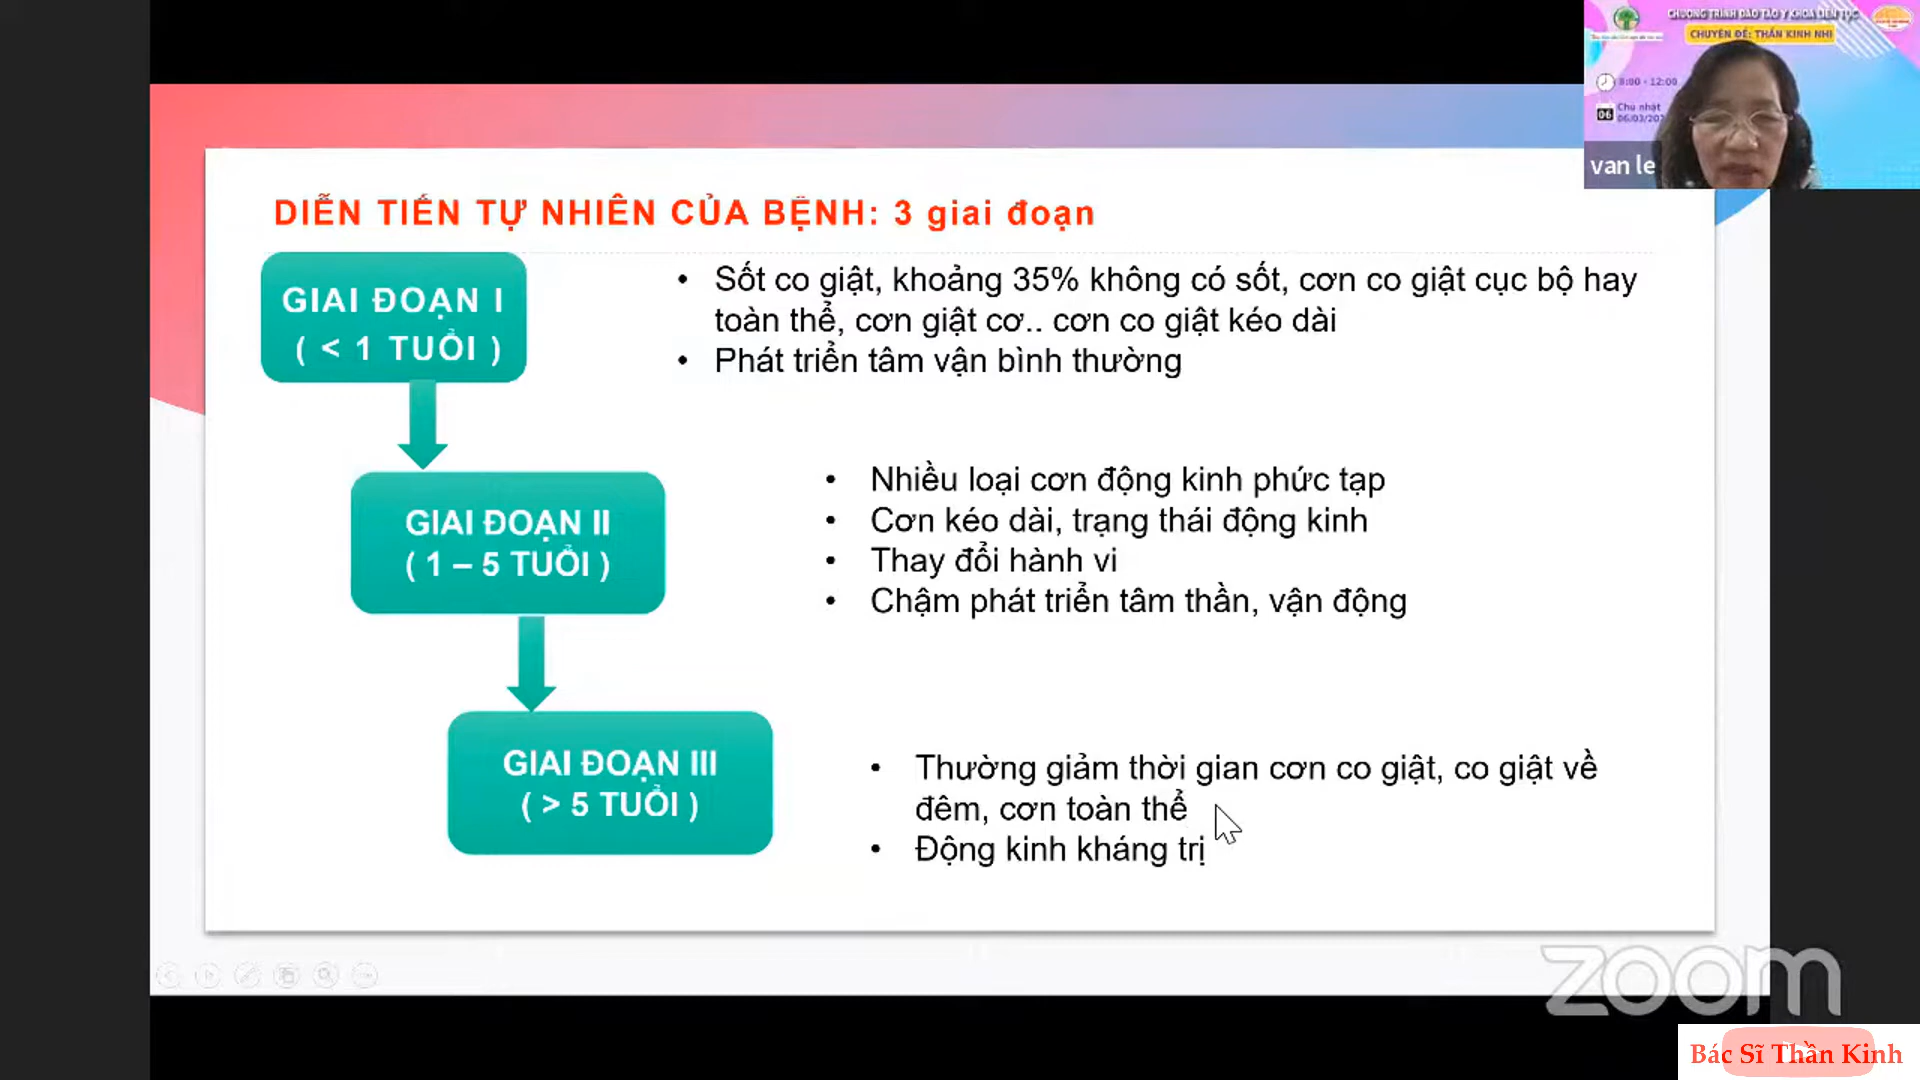 CHƯƠNG TRÌNH ĐÀO TẠO Y KHOA LIÊN TỤC
CHUYÊN ĐỀ: THẦN KINH NHI
8:00 - 12:00
Chủ nhật
06
van le
DIỄN TIẾN TỰ NHIÊN CỦA BỆNH: 3 giai đoạn
GIAI ĐOẠN I
( < 1 TUỔI )
• Sốt co giật, khoảng 35% không có sốt, cơn co giật cục bộ hay
toàn thể, cơn giật cơ.. cơn co giật kéo dài
• Phát triển tâm vận bình thường
GIAI ĐOẠN II
( 1 – 5 TUỔI )
• Nhiều loại cơn động kinh phức tạp
• Cơn kéo dài, trạng thái động kinh
• Thay đổi hành vi
• Chậm phát triển tâm thần, vận động
GIAI ĐOẠN III
( > 5 TUỔI )
• Thường giảm thời gian cơn co giật, co giật về
đêm, cơn toàn thể
• Động kinh kháng trị
zoom
Bác Sĩ Thần Kinh